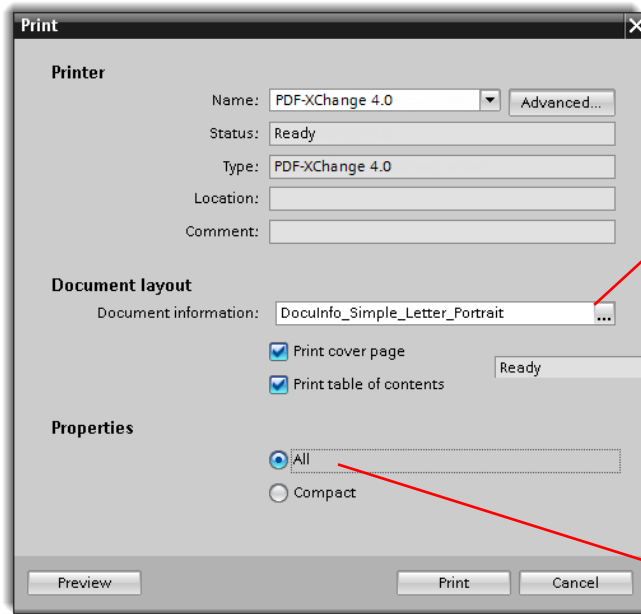 Print
Printer
Name: PDF-XChange 4.0 Advanced...
Status: Ready
Type: PDF-XChange 4.0
Location:
Comment:
Document layout
Document information: DocuInfo_Simple_Letter_Portrait ...
Print cover page
Ready
Print table of contents
Properties
All
Compact
Preview Print Cancel